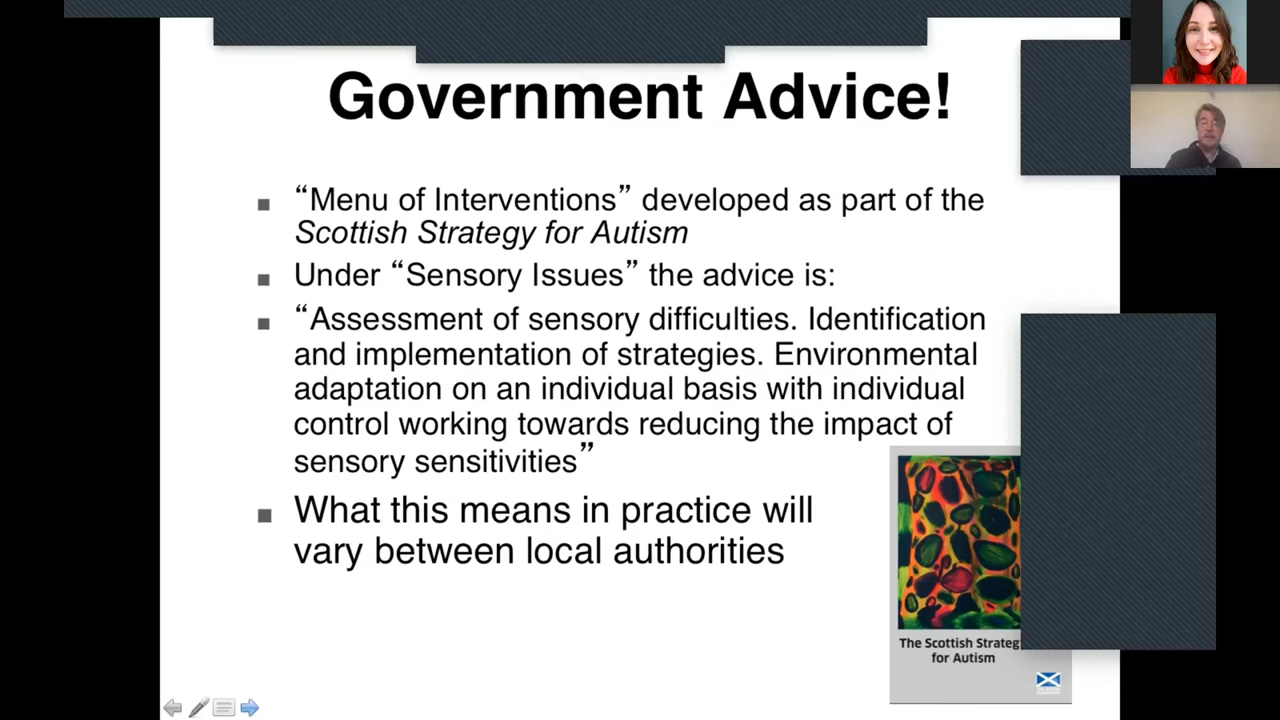 Government Advice!
“Menu of Interventions” developed as part of the
Scottish Strategy for Autism
Under “Sensory Issues” the advice is:
“Assessment of sensory difficulties. Identification
and implementation of strategies. Environmental
adaptation on an individual basis with individual
control working towards reducing the impact of
sensory sensitivities”
What this means in practice will
vary between local authorities
The Scottish Strateg
for Autism